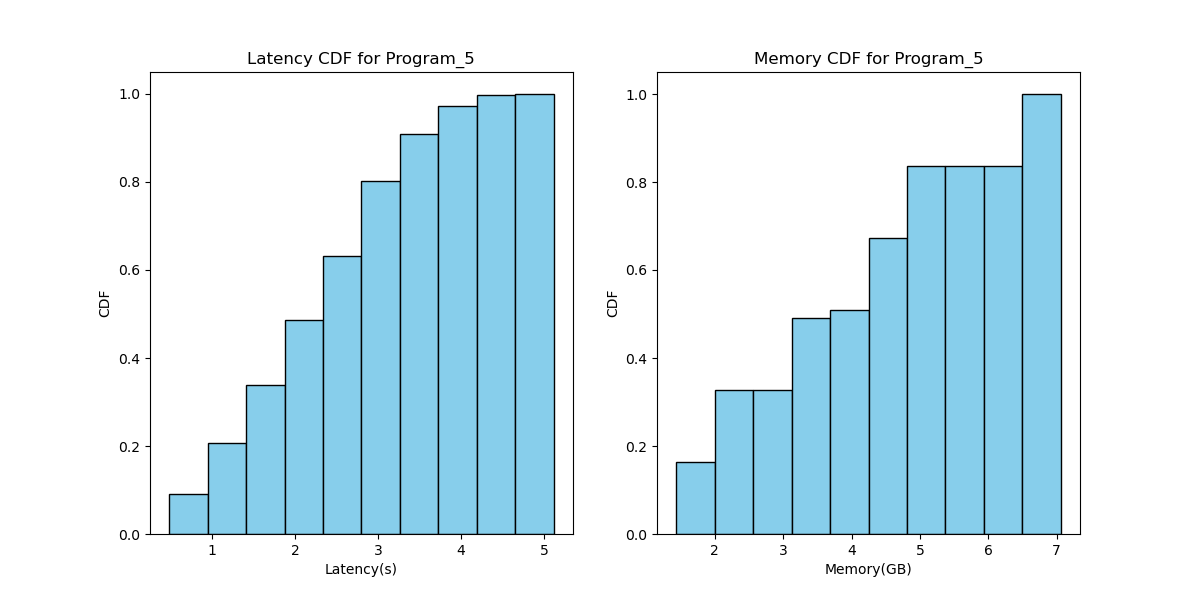 Latency CDF for Program_5
CDF
1.0
0.8
0.6
0.4
0.2
0.0
1 2 3 4 5
Latency(s)
Memory CDF for Program_5
CDF
1.0
0.8
0.6
0.4
0.2
0.0
2 3 4 5 6 7
Memory(GB)